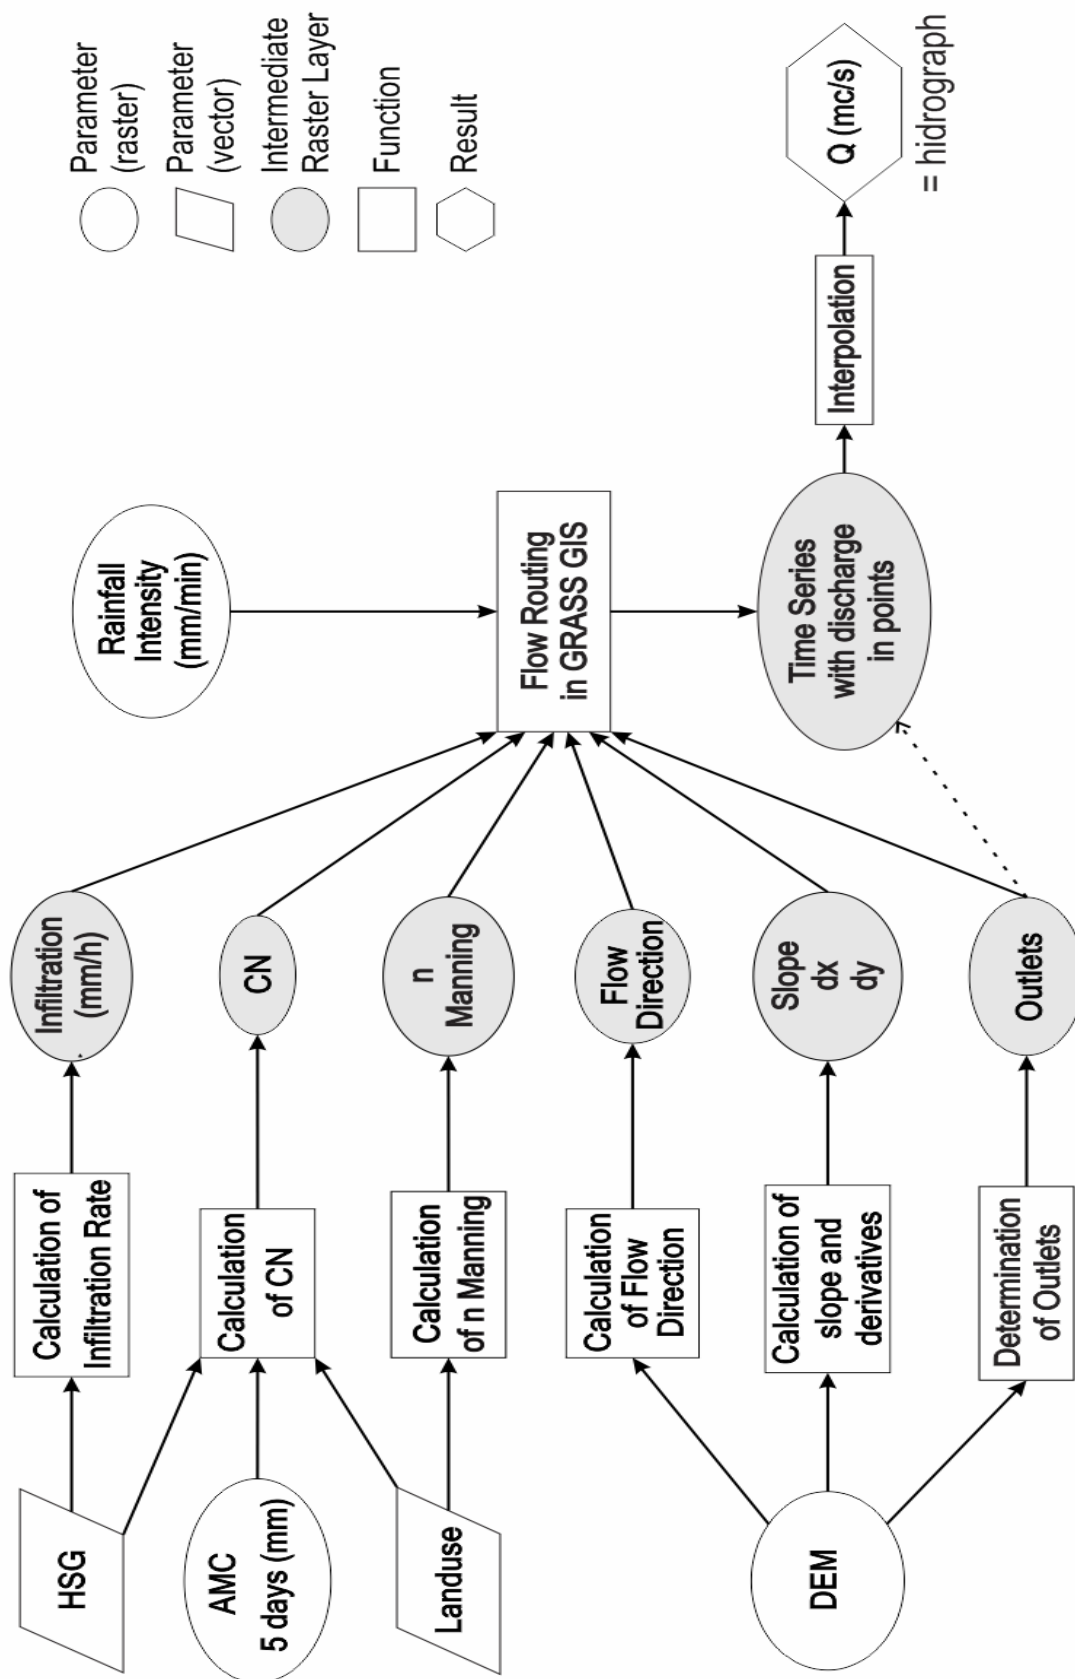 HSG
AMC
5 days (mm)
Landuse
DEM
Calculation of
Infiltration Rate
Calculation
of CN
Calculation
of n Manning
Calculation
of Flow
Direction
Calculation of
slope and
derivatives
Determination
of Outlets
Infiltration
(mm/h)
CN
n
Manning
Flow
Direction
Slope
dx
dy
Outlets
Rainfall
Intensity
(mm/min)
Flow Routing
in GRASS GIS
Time Series
with discharge
in points
Interpolation
Q (mc/s)
= hidrograph
Parameter
(raster)
Parameter
(vector)
Intermediate
Raster Layer
Function
Result